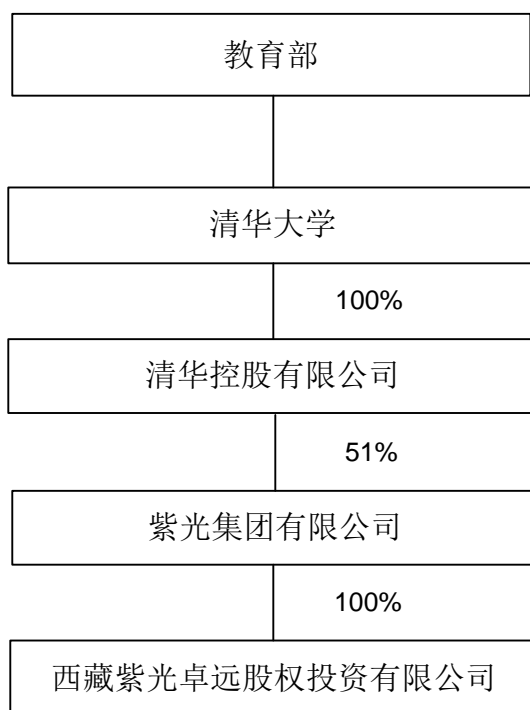 教育部
清华大学
100%
清华控股有限公司
51%
紫光集团有限公司
100%
西藏紫光卓远股权投资有限公司